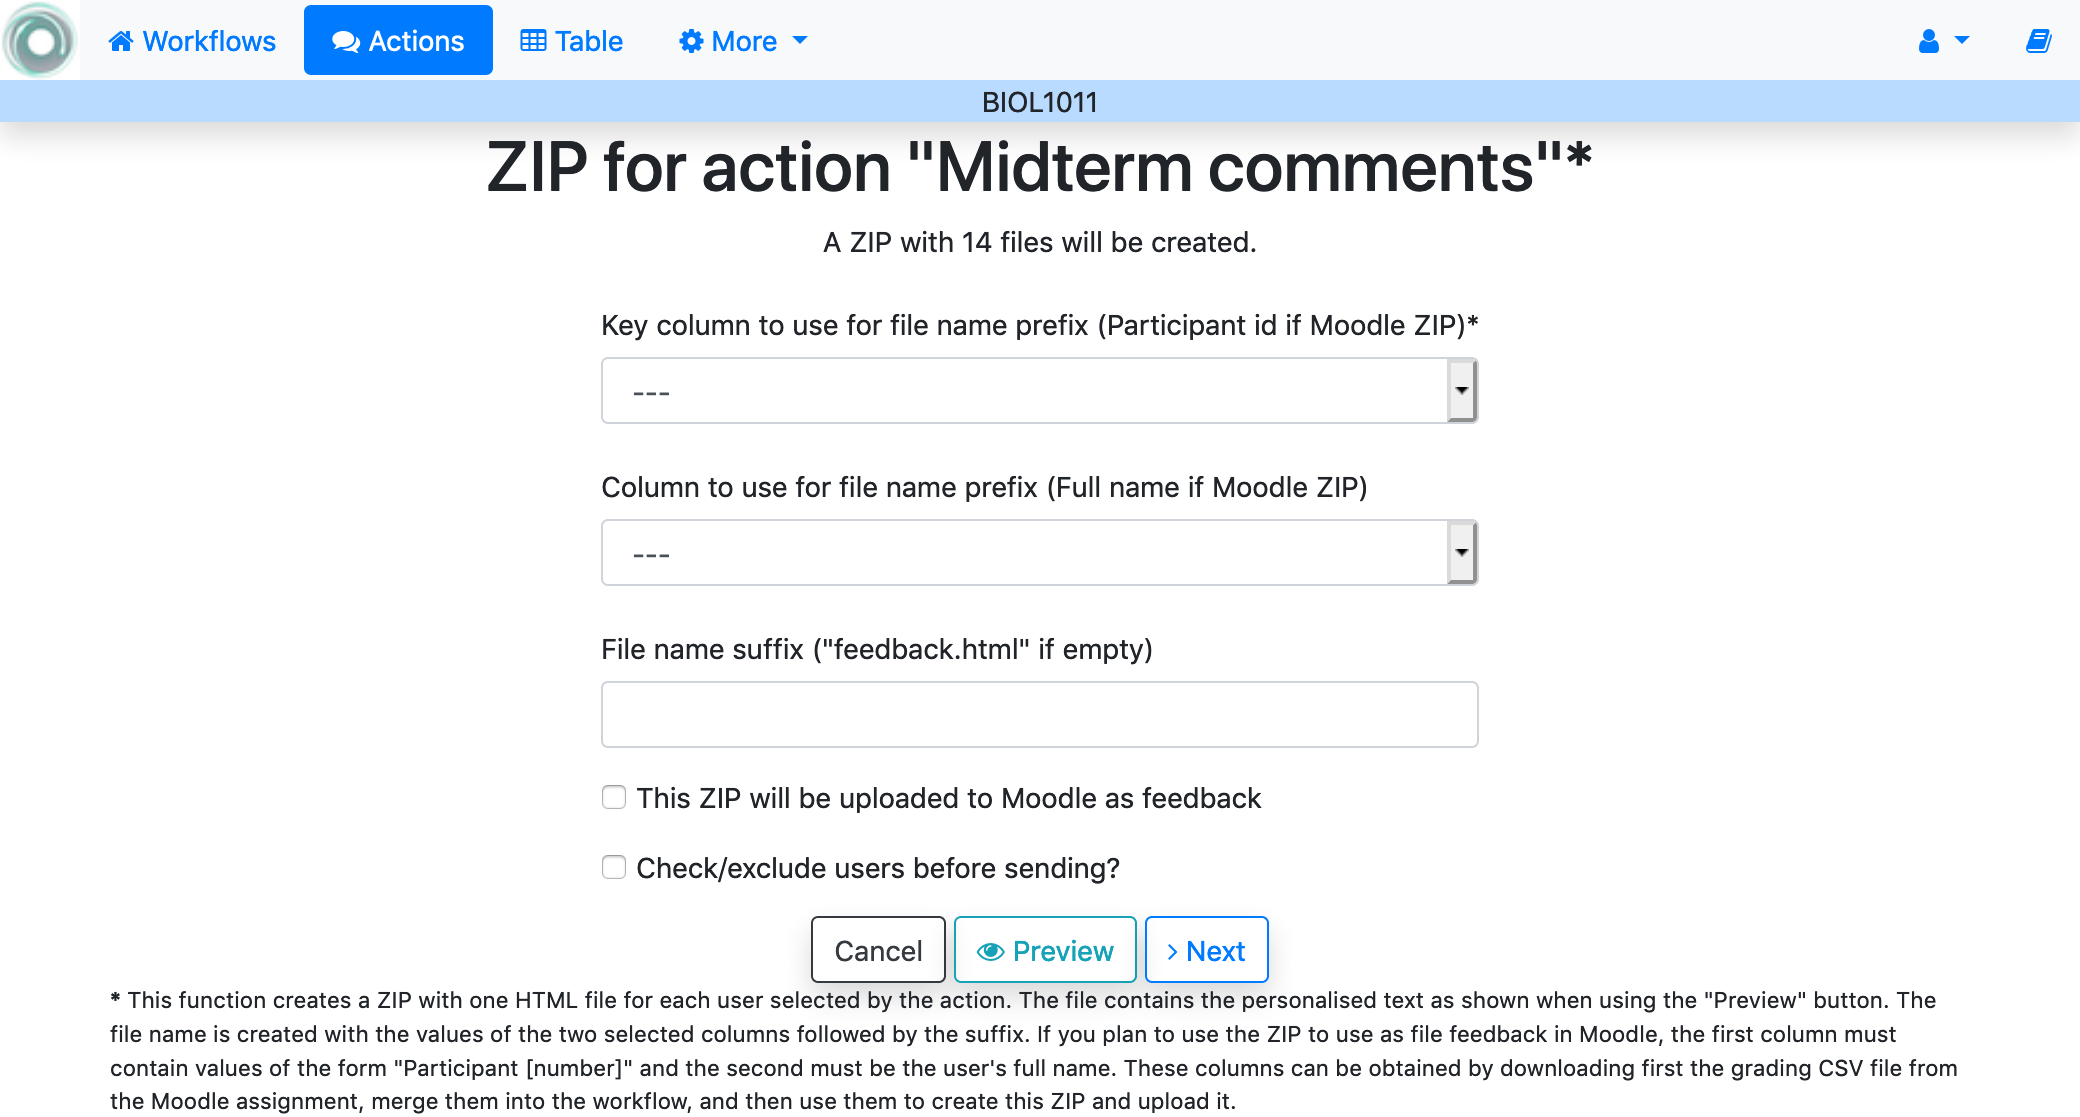 Workflows Actions Table More
BIOL1011
ZIP for action "Midterm comments"*
A ZIP with 14 files will be created.
Key column to use for file name prefix (Participant id if Moodle ZIP)*
---
Column to use for file name prefix (Full name if Moodle ZIP)
---
File name suffix ("feedback.html" if empty)
This ZIP will be uploaded to Moodle as feedback
Check/exclude users before sending?
Cancel Preview Next
* This function creates a ZIP with one HTML file for each user selected by the action. The file contains the personalised text as shown when using the "Preview" button. The
file name is created with the values of the two selected columns followed by the suffix. If you plan to use the ZIP to use as file feedback in Moodle, the first column must
contain values of the form "Participant [number]" and the second must be the user's full name. These columns can be obtained by downloading first the grading CSV file from
the Moodle assignment, merge them into the workflow, and then use them to create this ZIP and upload it.